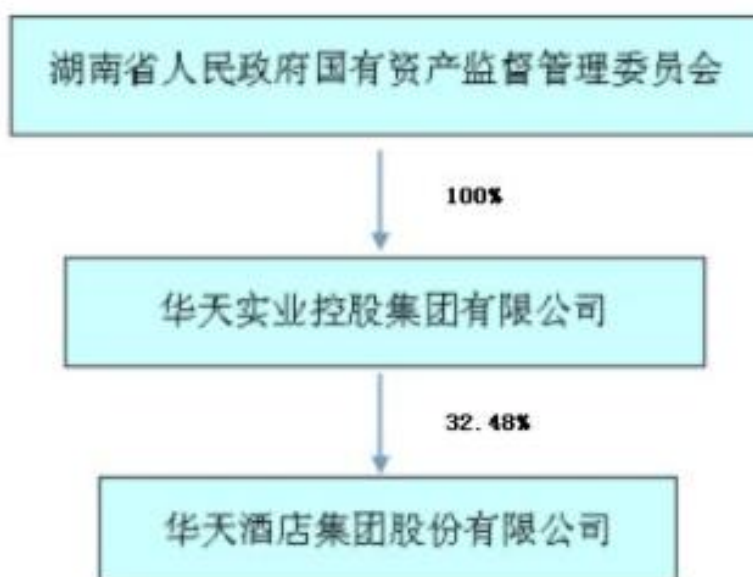 湖南省人民政府国有资产监督管理委员会
100%
华天实业控股集团有限公司
32.48%
华天酒店集团股份有限公司